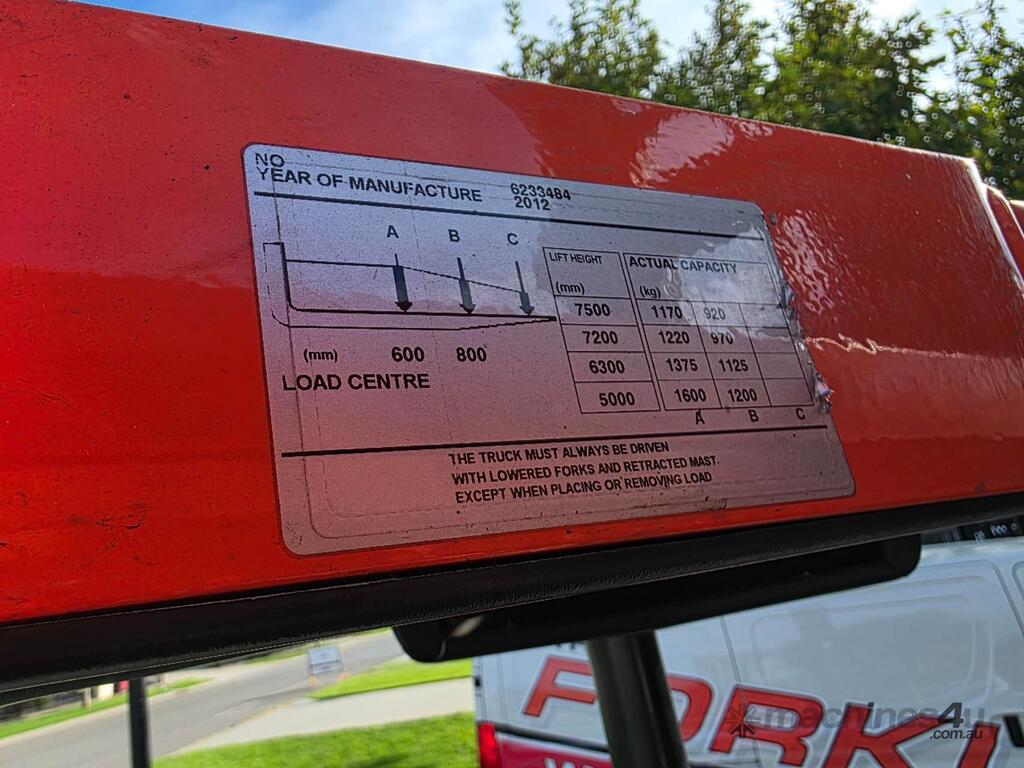 NO 6233484
YEAR OF MANUFACTURE 2012
A B C
LIFT HEIGHT ACTUAL CAPACITY
(mm) (kg)
7500 1170 920
7200 1220 970
6300 1375 1125
5000 1600 1200
A B C
(mm) 600 800
LOAD CENTRE
THE TRUCK MUST ALWAYS BE DRIVEN
WITH LOWERED FORKS AND RETRACTED MAST
EXCEPT WHEN PLACING OR REMOVING LOAD
machines4u
.com.au